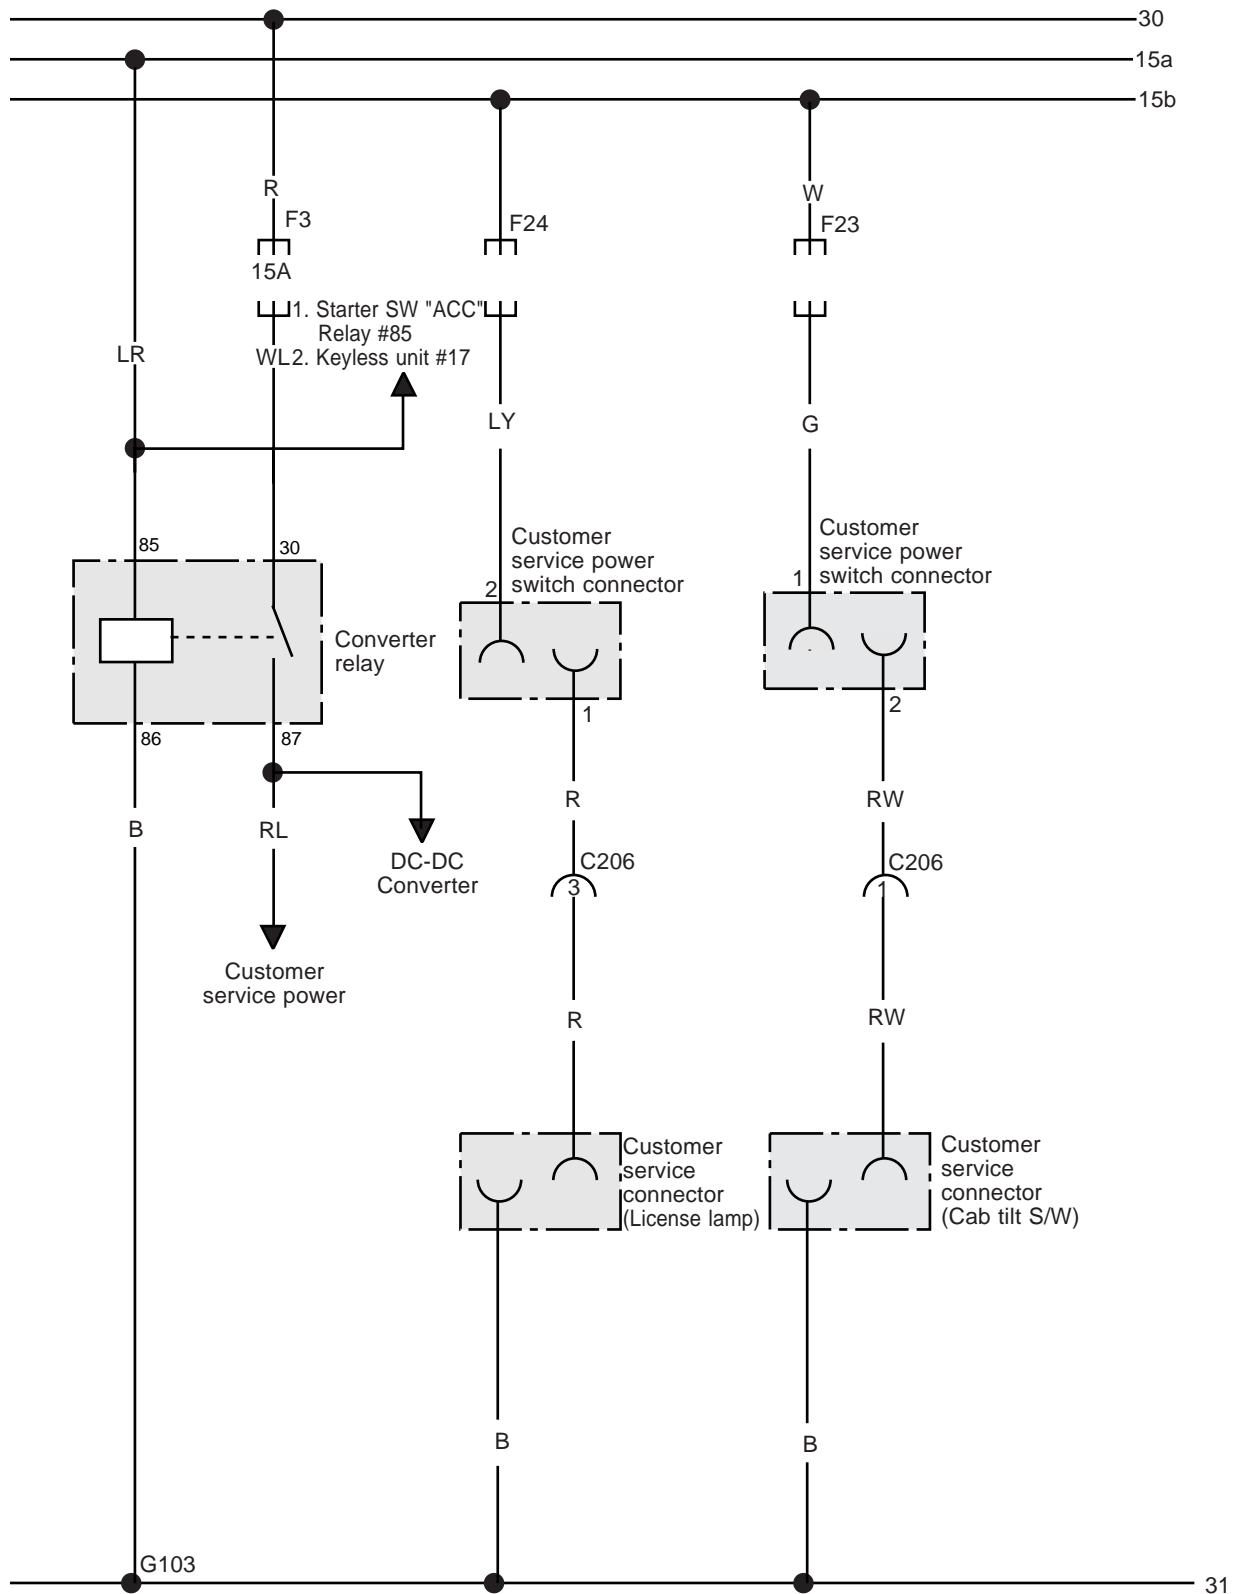 30
15a
15b
R
W
F3
F24
F23
15A
1. Starter SW "ACC"
Relay #85
LR
WL
2. Keyless unit #17
LY
G
85
30
Customer
service power
switch connector
2
Customer
service power
switch connector
1
Converter
relay
86
87
1
2
B
RL
R
RW
DC-DC
Converter
C206
3
C206
1
Customer
service power
R
RW
Customer
service
connector
(License lamp)
Customer
service
connector
(Cab tilt S/W)
B
B
G103
31